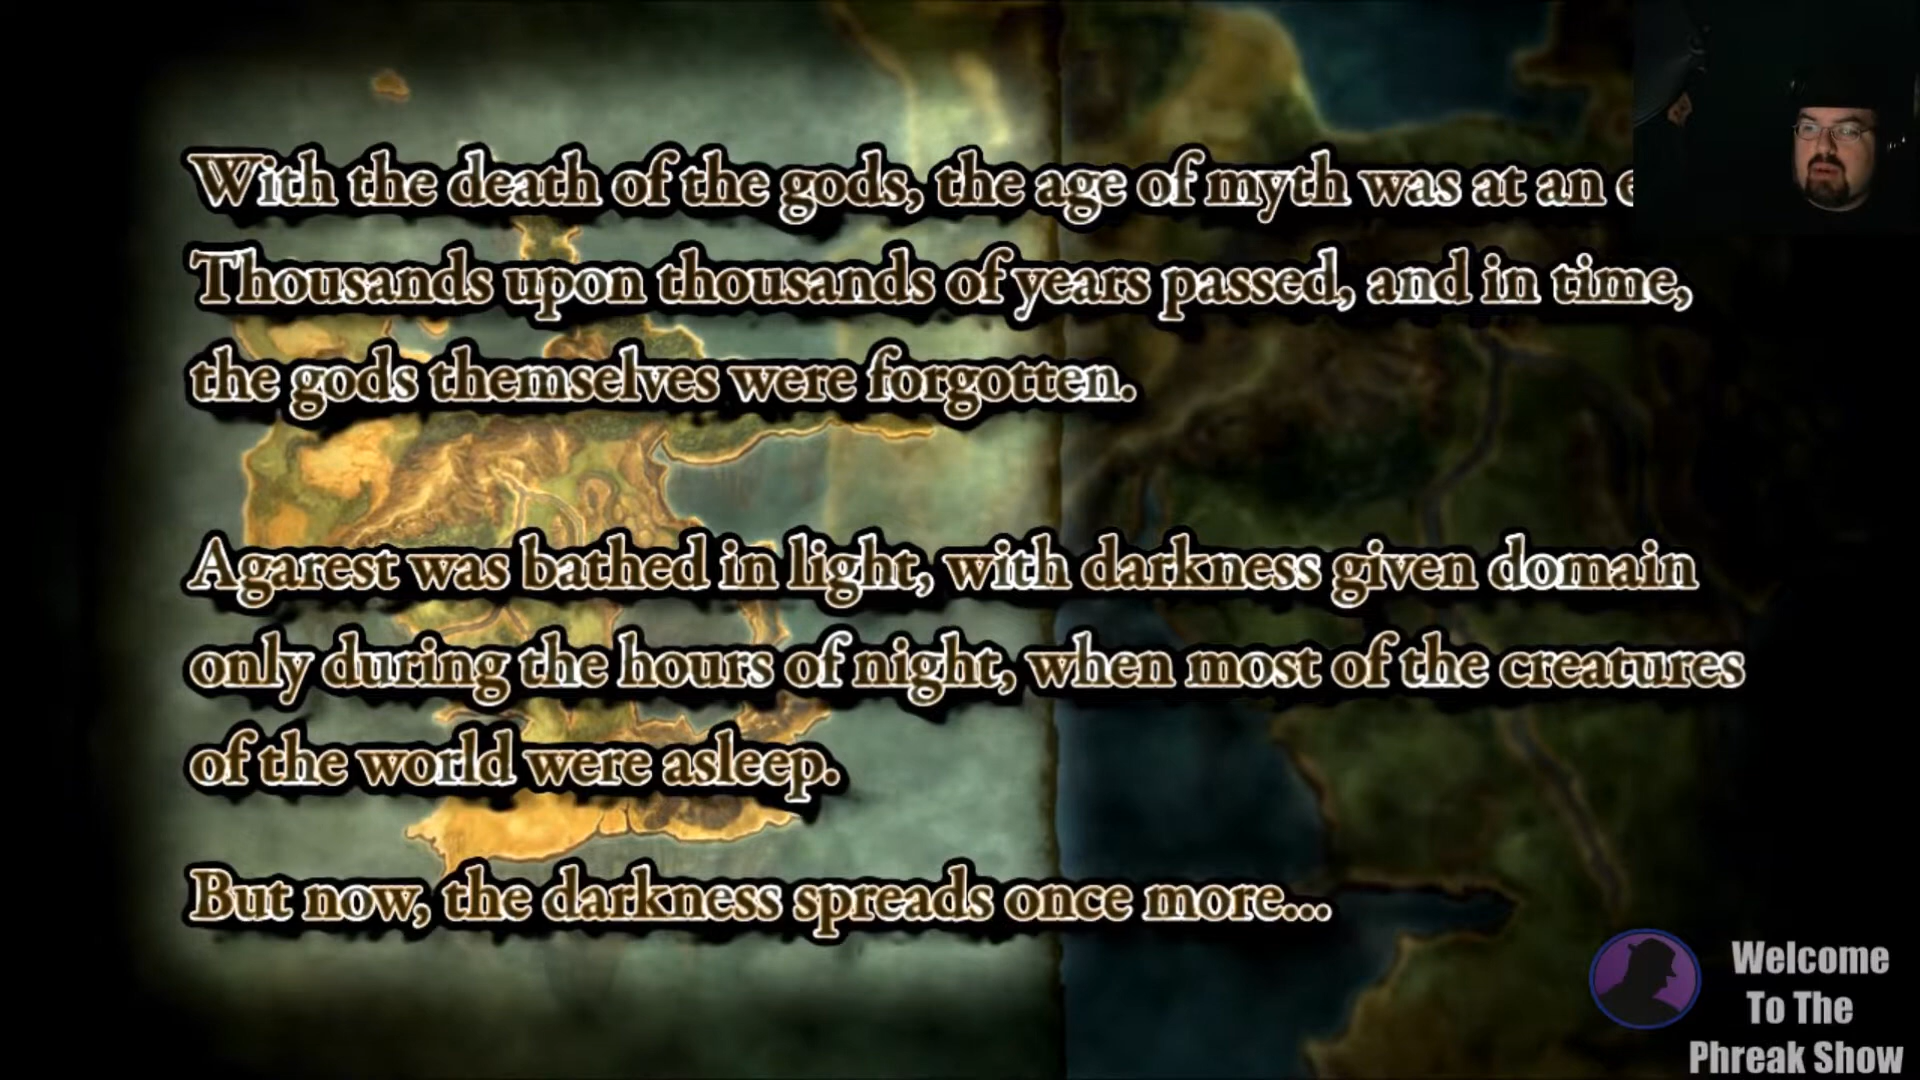 With the death of the gods, the age of myth was at an
Thousands upon thousands of years passed, and in time,
the gods themselves were forgotten.
Agarest was bathed in light, with darkness given domain
only during the hours of night, when most of the creatures
of the world were asleep.
But now, the darkness spreads once more...
Welcome
To The
Phreak Show